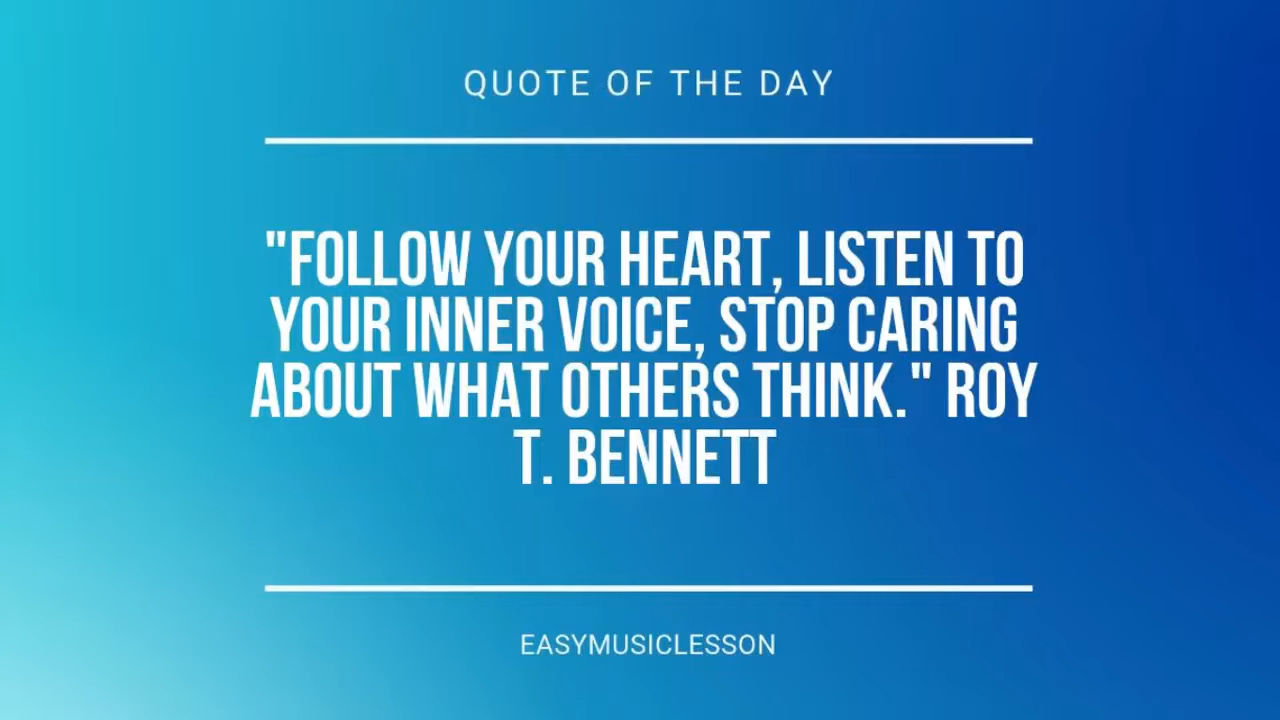 QUOTE OF THE DAY
"FOLLOW YOUR HEART, LISTEN TO
YOUR INNER VOICE, STOP CARING
ABOUT WHAT OTHERS THINK." ROY
T. BENNETT
EASYMUSICLESSON